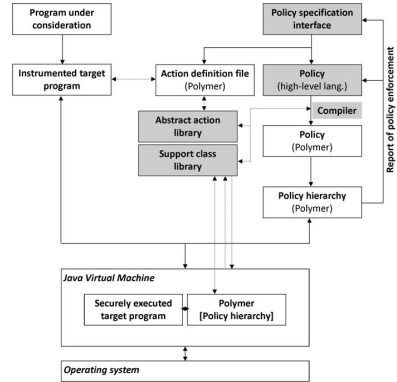 Program under
consideration
Policy specification
interface
Instrumented target
program
Action definition file
(Polymer)
Policy
(high-level lang.)
Compiler
Abstract action
library
Policy
(Polymer)
Support class
library
Policy hierarchy
(Polymer)
Report of policy enforcement
Java Virtual Machine
Securely executed
target program
Polymer
[Policy hierarchy]
Operating system